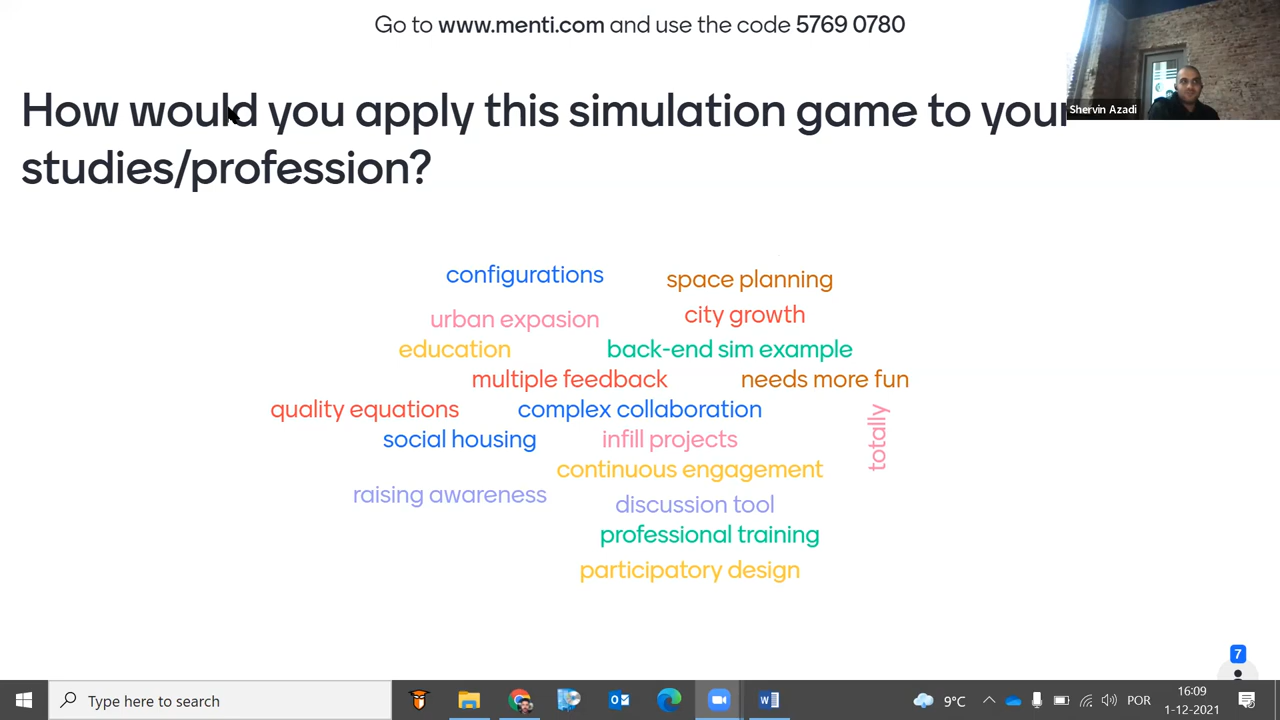 Go to www.menti.com and use the code 5769 0780
Shervin Azadi
How would you apply this simulation game to your
studies/profession?
configurations
space planning
urban expasion
city growth
education
back-end sim example
multiple feedback
needs more fun
quality equations
complex collaboration
totally
social housing
infill projects
continuous engagement
raising awareness
discussion tool
professional training
participatory design
7
Type here to search
9°C
POR
16:09
1-12-2021